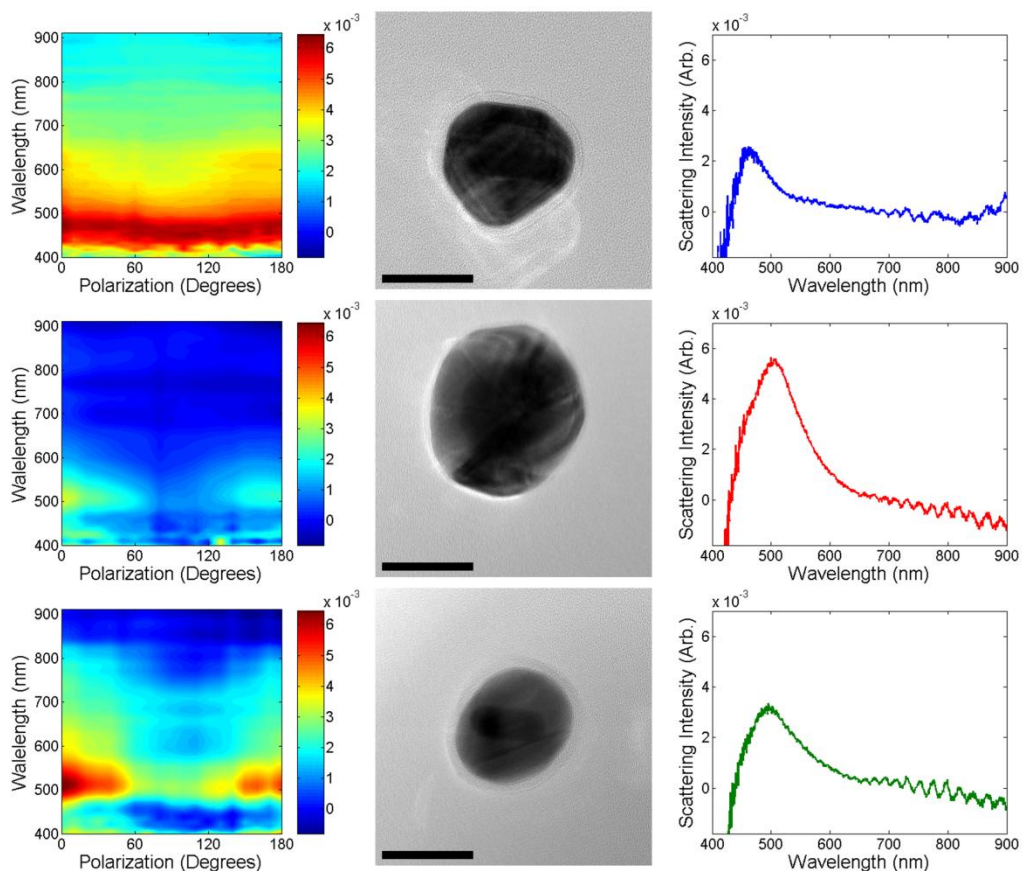 x 10⁻³
Walelength (nm)
900
800
700
600
500
400
0 60 120 180
Polarization (Degrees)
6
5
4
3
2
1
0
x 10⁻³
Scattering Intensity (Arb.)
6
4
2
0
400 500 600 700 800 900
Wavelength (nm)
x 10⁻³
Walelength (nm)
900
800
700
600
500
400
0 60 120 180
Polarization (Degrees)
6
5
4
3
2
1
0
x 10⁻³
Scattering Intensity (Arb.)
6
4
2
0
400 500 600 700 800 900
Wavelength (nm)
x 10⁻³
Walelength (nm)
900
800
700
600
500
400
0 60 120 180
Polarization (Degrees)
6
5
4
3
2
1
0
x 10⁻³
Scattering Intensity (Arb.)
6
4
2
0
400 500 600 700 800 900
Wavelength (nm)